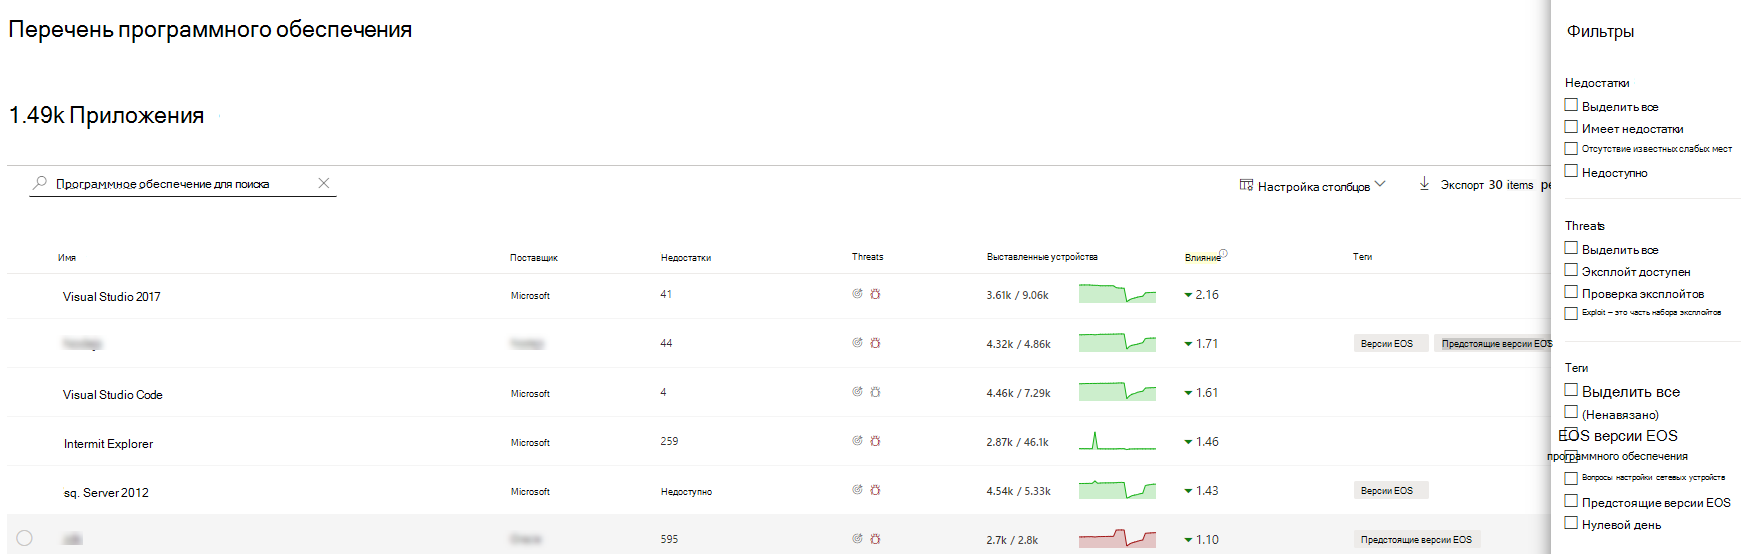 Перечень программного обеспечения
1.49k Приложения
Программное обеспечение для поиска
Настройка столбцов
Экспорт 30 items ре
Имя Поставщик Недостатки Threats Выставленные устройства Влияние Теги
Visual Studio 2017 Microsoft 41 3.61k / 9.06k 2.16
44 4.32k / 4.86k 1.71 Версии EOS Предстоящие версии EOS
Visual Studio Code Microsoft 4 4.46k / 7.29k 1.61
Intermit Explorer Microsoft 259 2.87k / 46.1k 1.46
sq. Server 2012 Microsoft Недоступно 4.54k / 5.33k 1.43 Версии EOS
595 2.7k / 2.8k 1.10 Предстоящие версии EOS
Фильтры
Недостатки
Выделить все
Имеет недостатки
Отсутствие известных слабых мест
Недоступно
Threats
Выделить все
Эксплойт доступен
Проверка эксплойтов
Exploit – это часть набора эксплойтов
Теги
Выделить все
(Ненавязано)
EOS версии EOS
программного обеспечения
Вопросы настройки сетевых устройств
Предстоящие версии EOS
Нулевой день